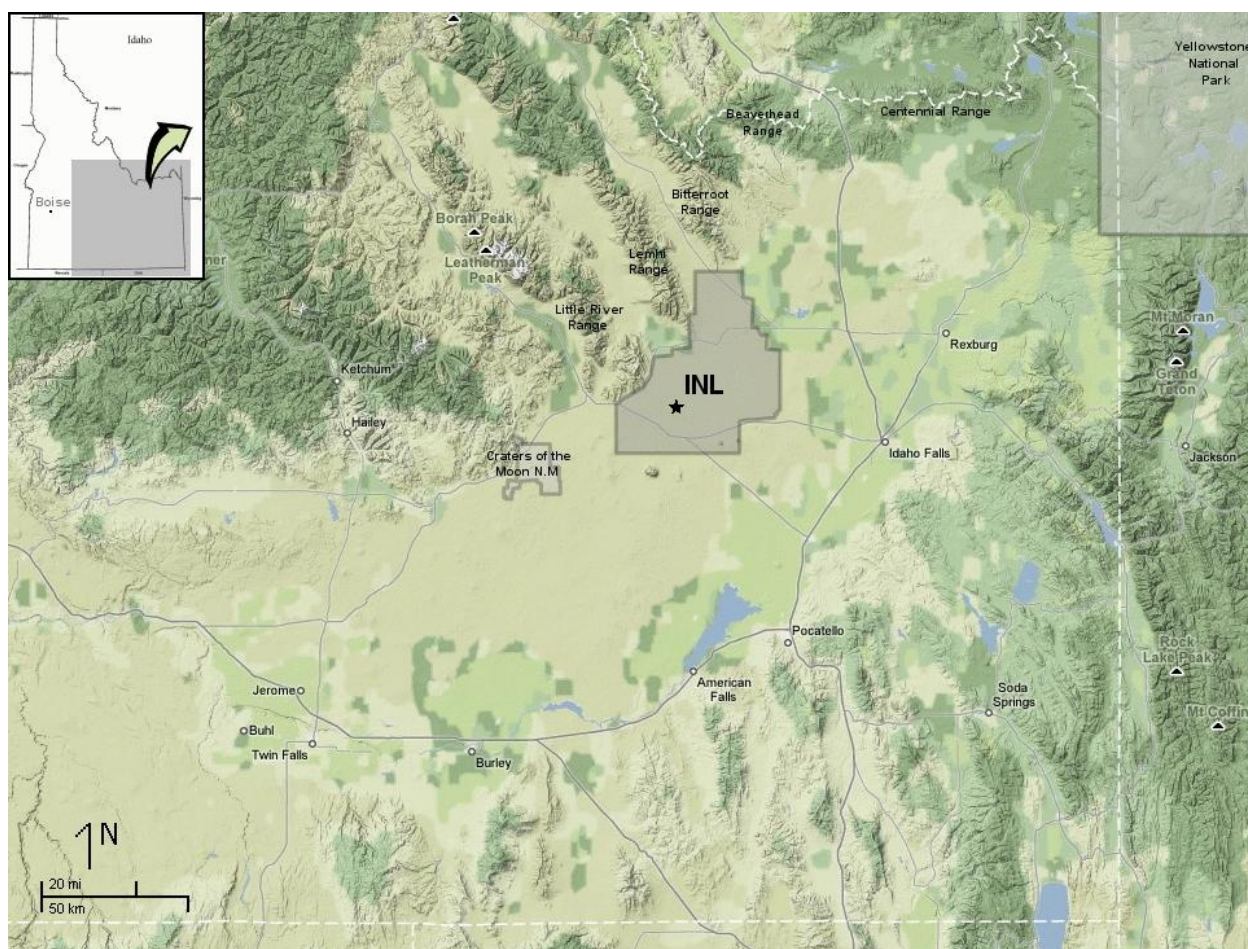 Idaho
Boise
Yellowstone
National
Park
Beaverhead
Range
Centennial Range
Bitterroot
Range
Borah Peak
Leatherman
Peak
Lemhi
Range
Little River
Range
INL
Mt Moran
Grand
Teton
Rexburg
Ketchum
Hailey
Craters of the
Moon N.M
Idaho Falls
Jackson
Pocatello
Rock
Lake Peak
American
Falls
Soda
Springs
Mt Coffin
Jerome
Buhl
Twin Falls
Burley
N
20 mi
50 km